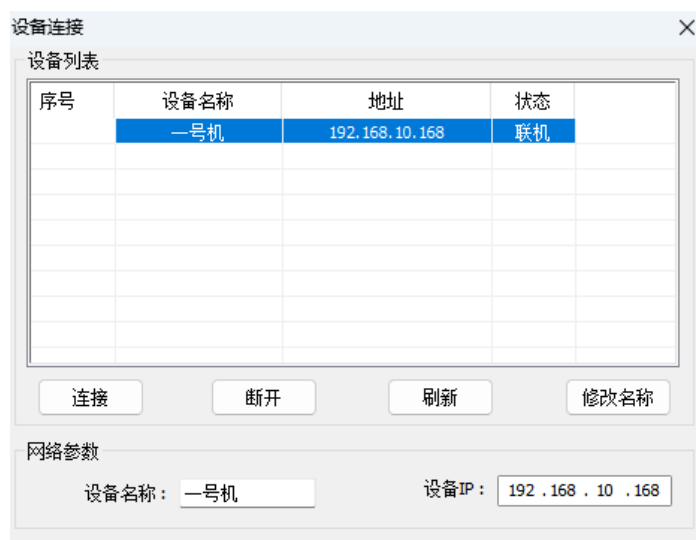 设备连接
设备列表
序号 设备名称 地址 状态
一号机 192.168.10.168 联机
连接 断开 刷新 修改名称
网络参数
设备名称： 一号机 设备IP： 192 .168 . 10 .168